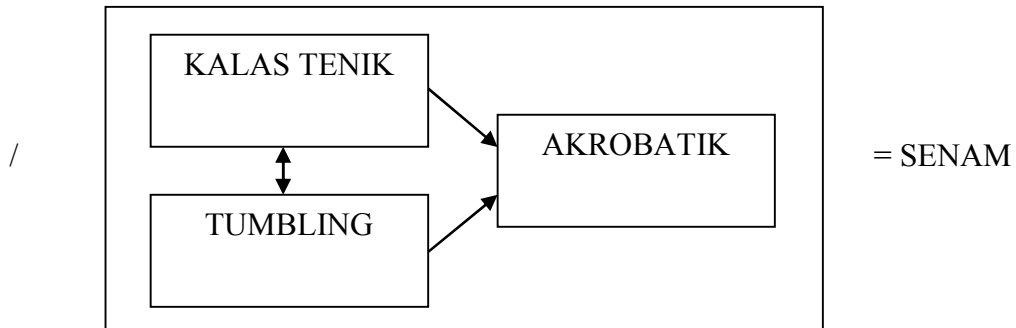 KALAS TENIK
AKROBATIK
/
= SENAM
TUMBLING